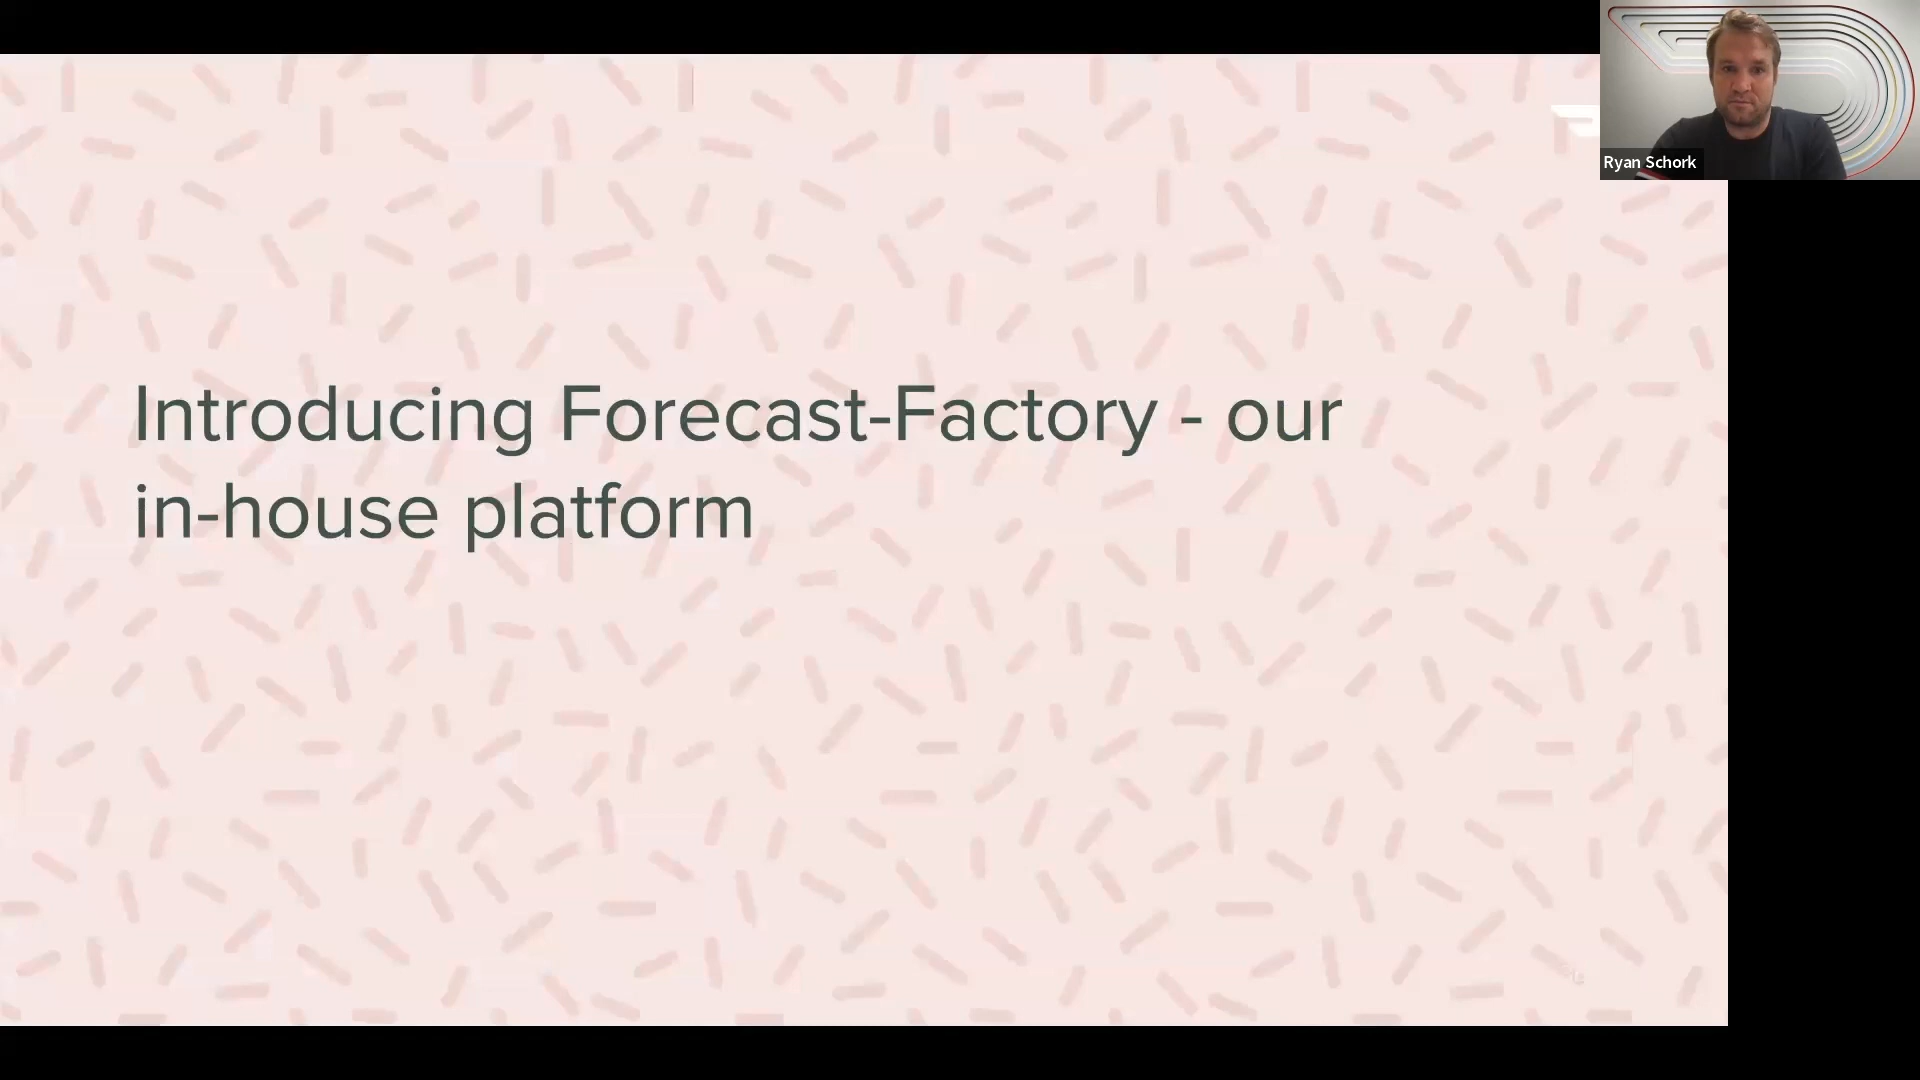 Ryan Schork
Introducing Forecast-Factory - our
in-house platform